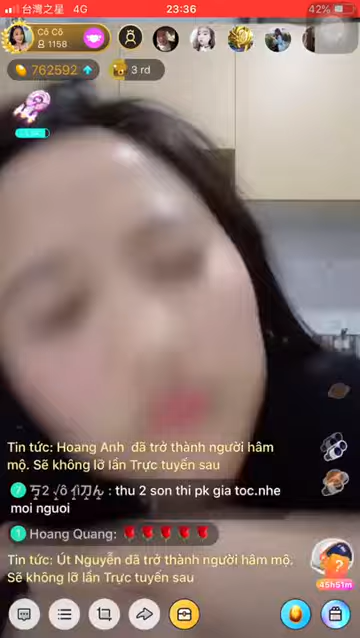 台灣之星 4G 23:36 42%
Cô Cô
1158
762592
3 rd
Tin tức: Hoang Anh đã trở thành người hâm
mộ. Sẽ không lỡ lần Trực tuyến sau
7
: thu 2 son thi pk gia toc.nhe
moi nguoi
1 Hoang Quang:
Tin tức: Út Nguyễn đã trở thành người hâm mộ.
Sẽ không lỡ lần Trực tuyến sau
45h51m